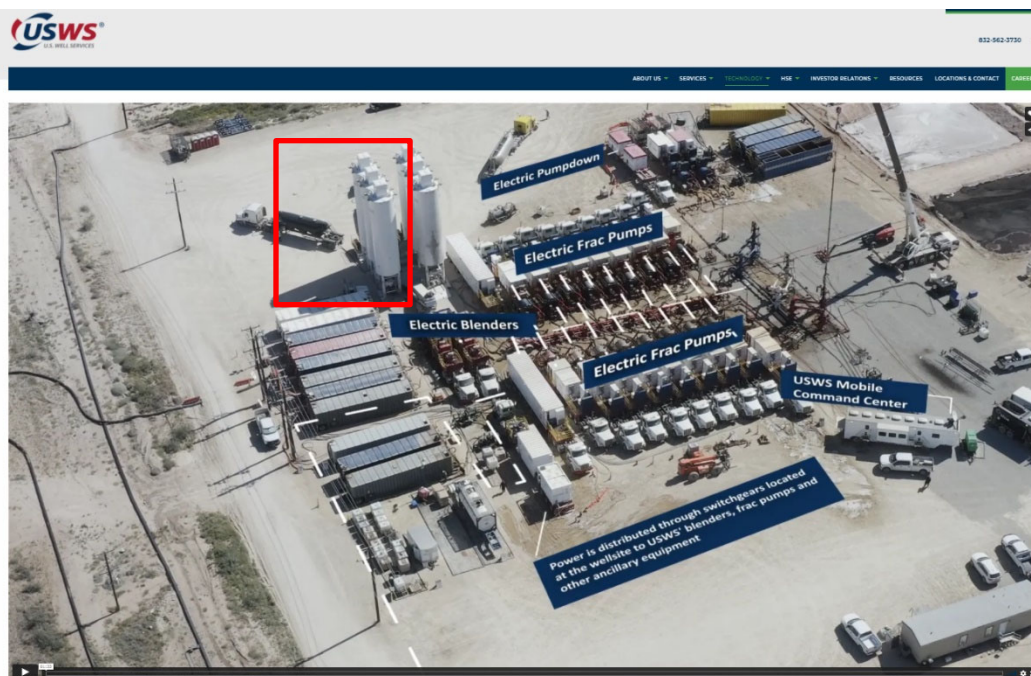 USWS®
U.S. WELL SERVICES
832-562-3730
ABOUT US SERVICES TECHNOLOGY HSE INVESTOR RELATIONS RESOURCES LOCATIONS & CONTACT CAREER
Electric Pumpdown
Electric Frac Pumps
Electric Blenders
Electric Frac Pumps
USWS Mobile
Command Center
Power is distributed through switchgears located
at the wellsite to USWS' blenders, frac pumps and
other ancillary equipment